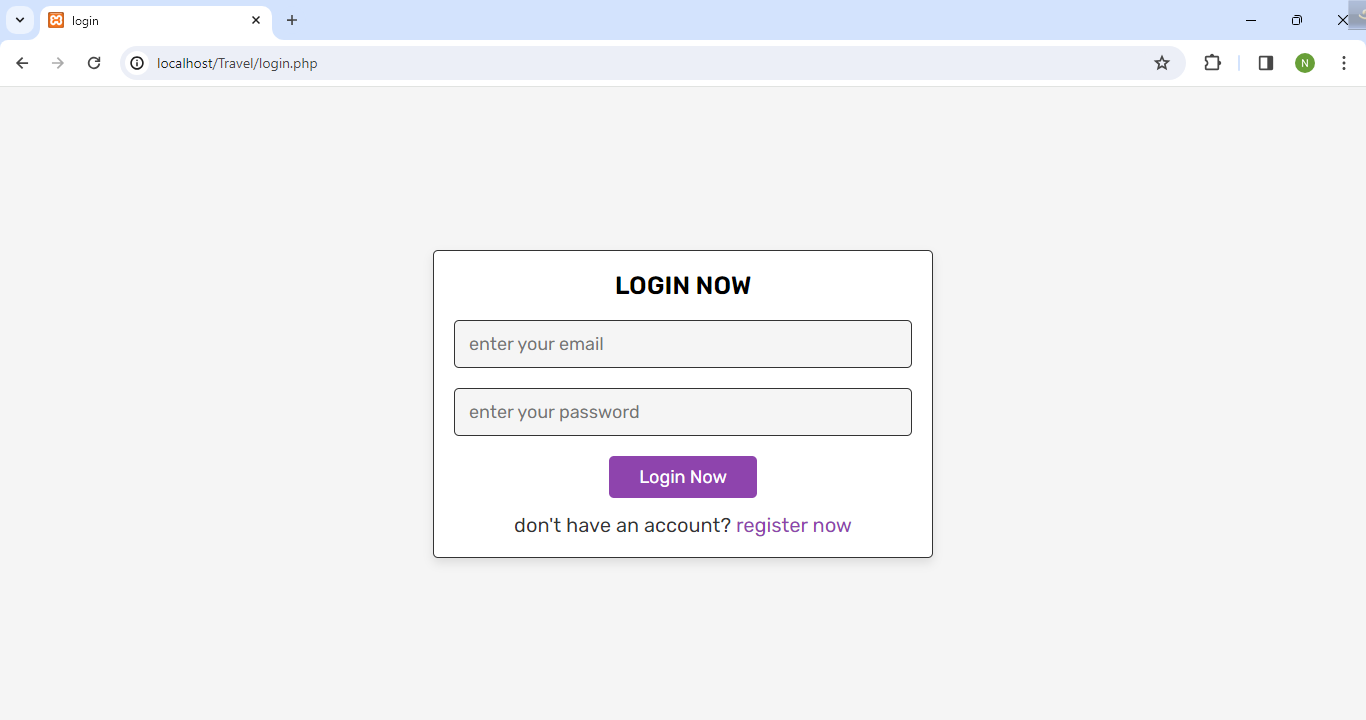 login
localhost/Travel/login.php
N
LOGIN NOW
enter your email
enter your password
Login Now
don't have an account? register now